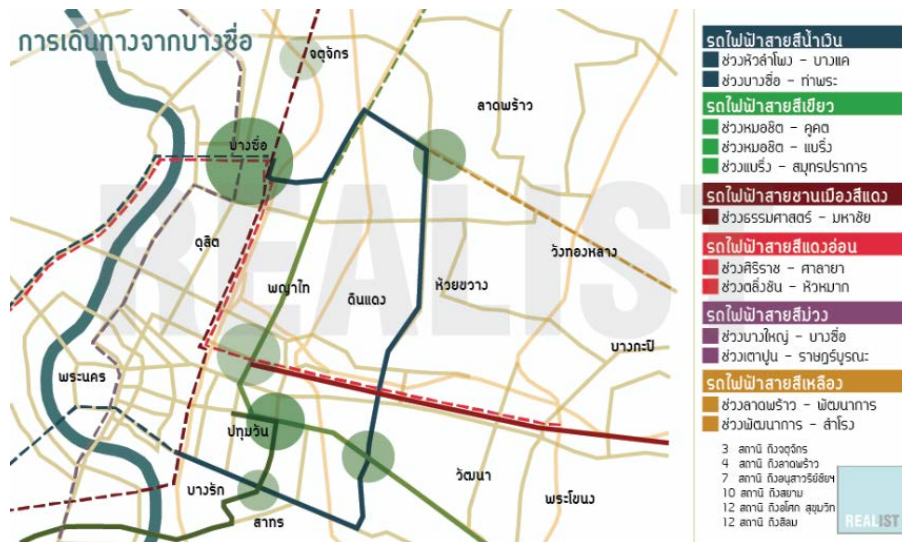 การเดินทางจากบางซื่อ
จตุจักร
ลาดพร้าว
บางซื่อ
ดุสิต
วังทองหลาง
ห้วยขวาง
พญาไท
ดินแดง
บางกะปิ
พระนคร
ปทุมวัน
วัฒนา
บางรัก
พระโขนง
สาทร
REALIST
รถไฟฟ้าสายสีน้ำเงิน
ช่วงหัวลำโพง - บางแค
ช่วงบางซื่อ - ท่าพระ
รถไฟฟ้าสายสีเขียว
ช่วงหมอชิต - คูคต
ช่วงหมอชิต - แบริ่ง
ช่วงแบริ่ง - สมุทรปราการ
รถไฟฟ้าสายชานเมืองสีแดง
ช่วงธรรมศาสตร์ - มหาชัย
รถไฟฟ้าสายสีแดงอ่อน
ช่วงศิริราช - ศาลายา
ช่วงตลิ่งชัน - หัวหมาก
รถไฟฟ้าสายสีม่วง
ช่วงบางใหญ่ - บางซื่อ
ช่วงเตาปูน - ราษฎร์บูรณะ
รถไฟฟ้าสายสีเหลือง
ช่วงลาดพร้าว - พัฒนาการ
ช่วงพัฒนาการ - สำโรง
3 สถานี ถึงจตุจักร
4 สถานี ถึงลาดพร้าว
7 สถานี ถึงอนุสาวรีย์ชัยฯ
10 สถานี ถึงสยาม
12 สถานี ถึงอโศก สุขุมวิท
12 สถานี ถึงสีลม
REALIST